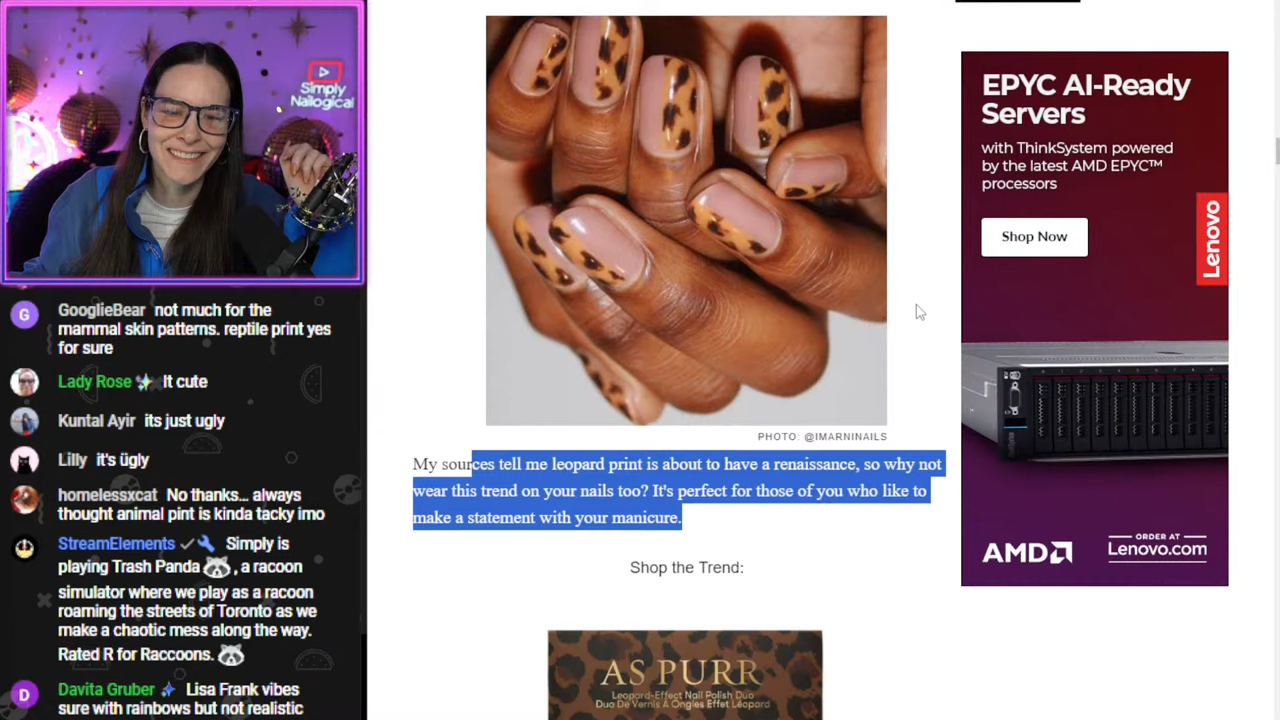 Simply
Nailogical
G
GooglieBear not much for the
mammal skin patterns. reptile print yes
for sure
Lady Rose It cute
Kuntal Ayir its just ugly
Lilly it's ügly
homelessxcat No thanks... always
thought animal pint is kinda tacky imo
StreamElements Simply is
playing Trash Panda , a racoon
simulator where we play as a racoon
roaming the streets of Toronto as we
make a chaotic mess along the way.
Rated R for Raccoons.
D
Davita Gruber Lisa Frank vibes
sure with rainbows but not realistic
PHOTO: @IMARNINAILS
My sources tell me leopard print is about to have a renaissance, so why not
wear this trend on your nails too? It's perfect for those of you who like to
make a statement with your manicure.
Shop the Trend:
AS PURR
Leopard-Effect Nail Polish Duo
Duo De Vernis À Ongles Effet Léopard
EPYC AI-Ready
Servers
with ThinkSystem powered
by the latest AMD EPYC™
processors
Shop Now
Lenovo
AMD
ORDER AT
Lenovo.com